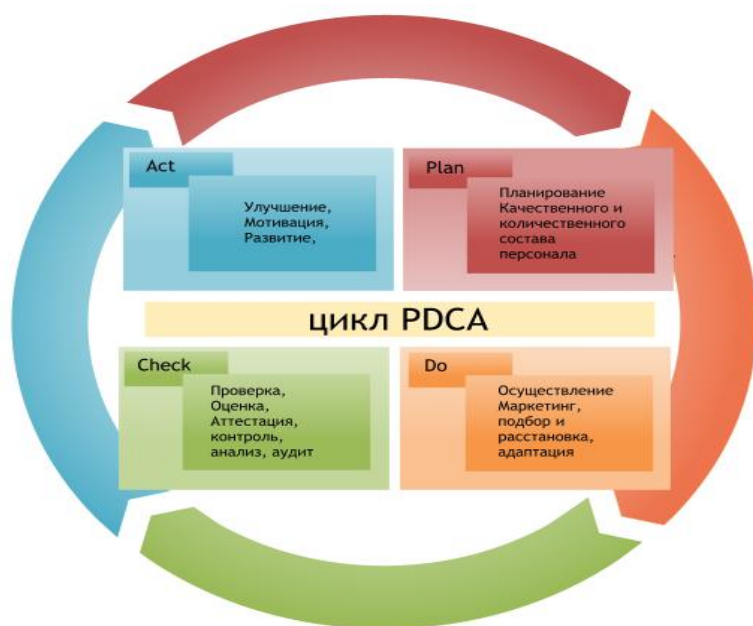 Act
Улучшение,
Мотивация,
Развитие,
Plan
Планирование
Качественного и
количественного
состава
персонала
цикл PDCA
Check
Проверка,
Оценка,
Аттестация,
контроль,
анализ, аудит
Do
Осуществление
Маркетинг,
подбор и
расстановка,
адаптация